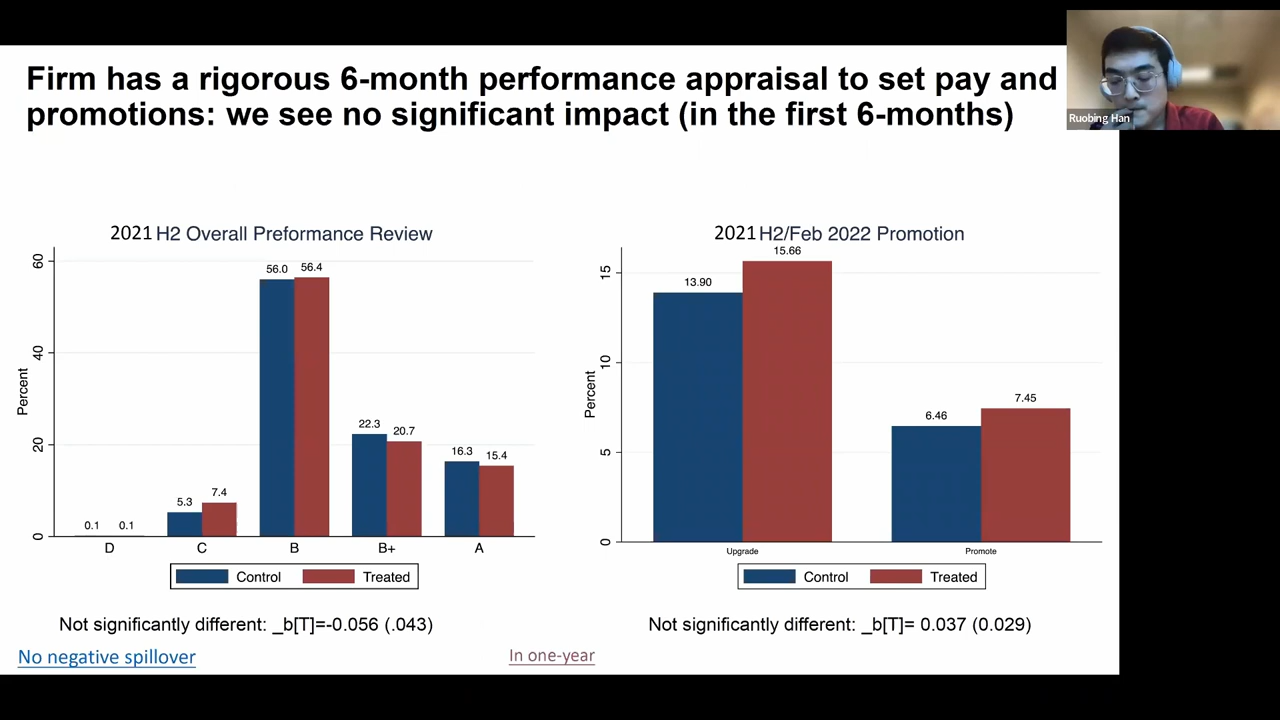 Firm has a rigorous 6-month performance appraisal to set pay and
promotions: we see no significant impact (in the first 6-months)
Ruobing Han
2021 H2 Overall Preformance Review
Percent
60
40
20
0
56.0 56.4
22.3 20.7
16.3 15.4
5.3 7.4
0.1 0.1
D C B B+ A
Control Treated
Not significantly different: _b[T]=-0.056 (.043)
2021 H2/Feb 2022 Promotion
Percent
15
10
5
0
13.90 15.66
6.46 7.45
Upgrade Promote
Control Treated
Not significantly different: _b[T]= 0.037 (0.029)
No negative spillover
In one-year